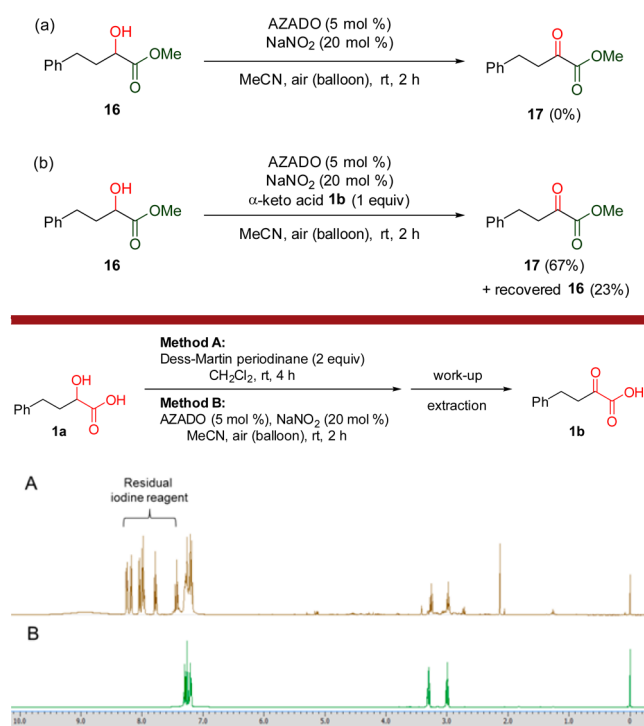 (a)
OH
Ph
OMe
O
16
AZADO (5 mol %)
NaNO2 (20 mol %)
MeCN, air (balloon), rt, 2 h
O
Ph
OMe
O
17 (0%)
(b)
OH
Ph
OMe
O
16
AZADO (5 mol %)
NaNO2 (20 mol %)
α-keto acid 1b (1 equiv)
MeCN, air (balloon), rt, 2 h
O
Ph
OMe
O
17 (67%)
+ recovered 16 (23%)
OH
Ph
OH
O
1a
Method A:
Dess-Martin periodinane (2 equiv)
CH2Cl2, rt, 4 h
Method B:
AZADO (5 mol %), NaNO2 (20 mol %)
MeCN, air (balloon), rt, 2 h
work-up
extraction
O
Ph
OH
O
1b
A
Residual
iodine reagent
B
10.0 9.0 8.0 7.0 6.0 5.0 4.0 3.0 2.0 1.0 0